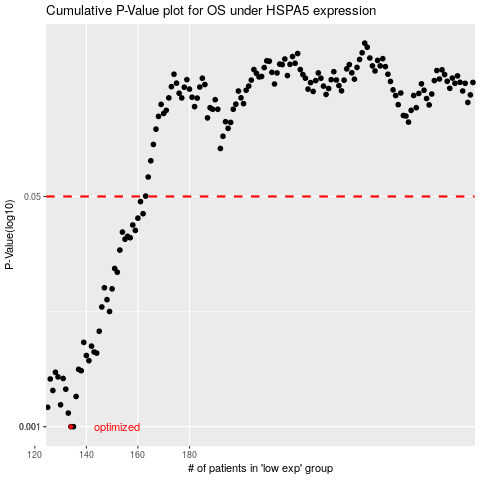 Cumulative P-Value plot for OS under HSPA5 expression
P-Value(log10)
0.05
0.001
optimized
120 140 160 180
# of patients in 'low exp' group